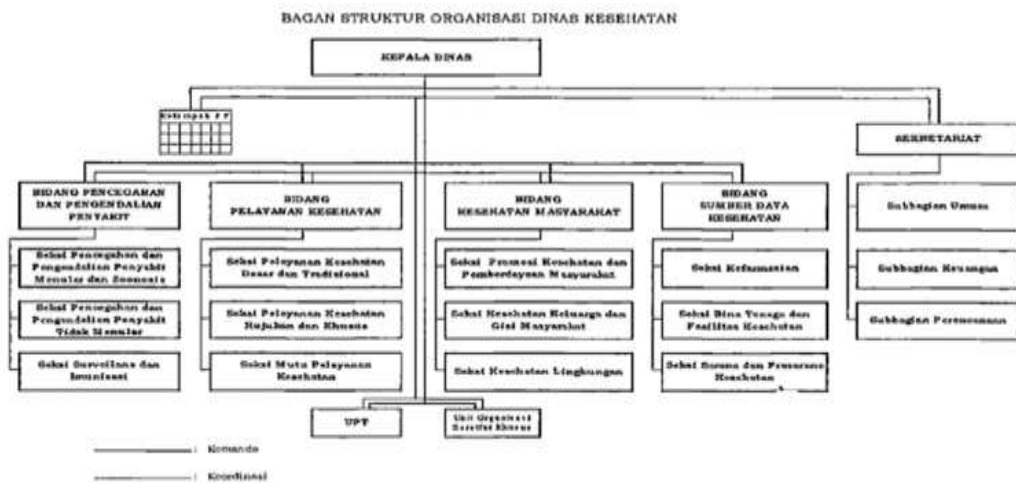 BAGAN STRUKTUR ORGANISASI DINAS KESEHATAN
KEPALA DINAS
Kelompok J F
SEKRETARIAT
BIDANG PENCEGAHAN
DAN PENGENDALIAN
PENYAKIT
BIDANG
PELAYANAN KESEHATAN
BIDANG
KESEHATAN MASYARAKAT
BIDANG
SUMBER DATA
KESEHATAN
Subbagian Umum
Seksi Pencegahan dan
Pengendalian Penyakit
Menular dan Zoonosis
Seksi Pelayanan Kesehatan
Dasar dan Tradisional
Seksi Promosi Kesehatan dan
Pemberdayaan Masyarakat
Seksi Kefarmasian
Subbagian Keuangan
Seksi Pencegahan dan
Pengendalian Penyakit
Tidak Menular
Seksi Pelayanan Kesehatan
Rujukan dan Khusus
Seksi Kesehatan Keluarga dan
Gizi Masyarakat
Seksi Bina Tenaga dan
Fasilitas Kesehatan
Subbagian Perencanaan
Seksi Surveilans dan
Imunisasi
Seksi Mutu Pelayanan
Kesehatan
Seksi Kesehatan Lingkungan
Seksi Sarana dan Prasarana
Kesehatan
UPT
Unit Organisasi
Bersifat Khusus
: Komando
: Koordinasi